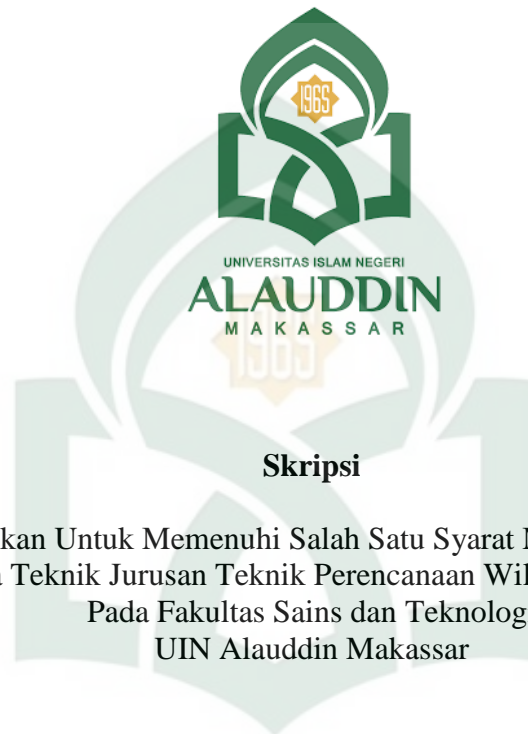 1965
UNIVERSITAS ISLAM NEGERI
ALAUDDIN
MAKASSAR
1965
Skripsi
kan Untuk Memenuhi Salah Satu Syarat
Teknik Jurusan Teknik Perencanaan Wil
Pada Fakultas Sains dan Teknolog
UIN Alauddin Makassar